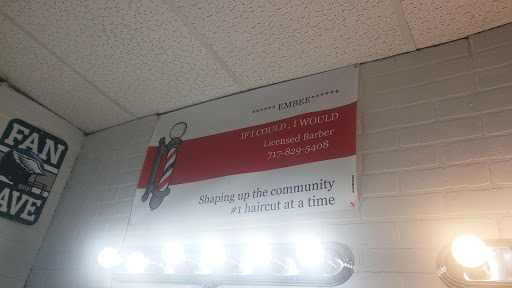 FAN
AVE
****** EMBEE******
IF I COULD , I WOULD
Licensed Barber
717-829-5408
Shaping up the community
#1 haircut at a time